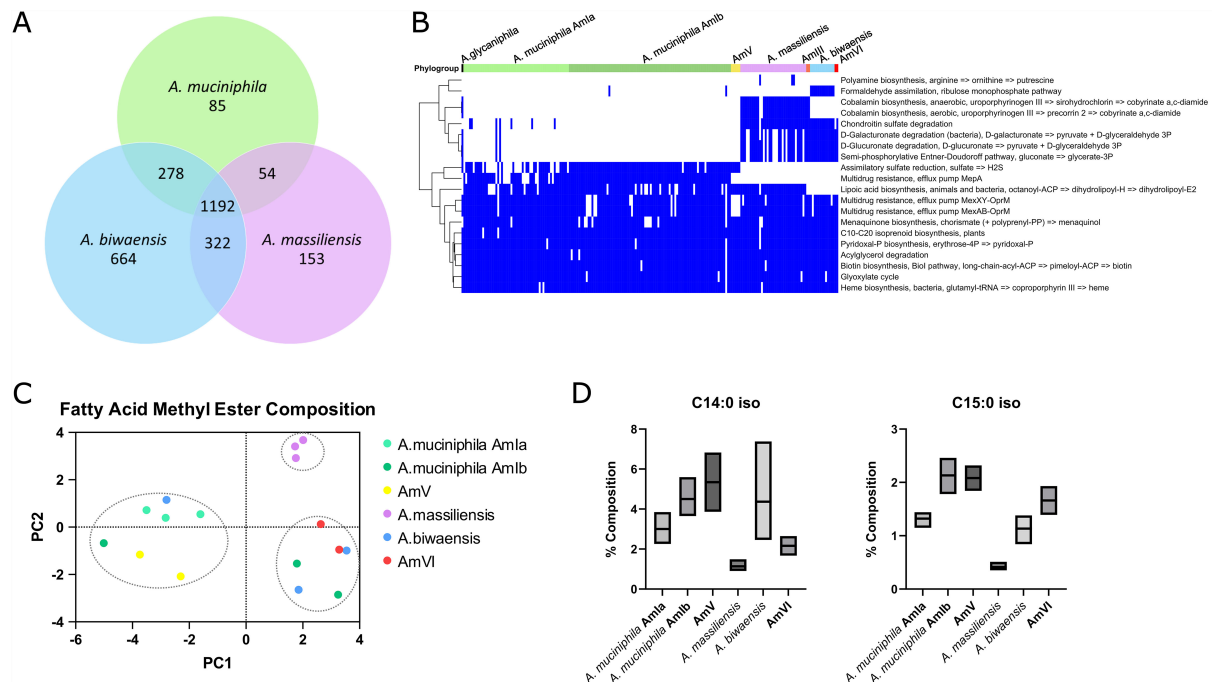 A
A. muciniphila
85
278
54
1192
A. biwaensis
664
322
A. massiliensis
153
B
A.glycaniphila
A. muciniphila AmIa
A. muciniphila AmIb
AmV
A. massiliensis
AmIII
A. biwaensis
AmVI
Phylogroup
Polyamine biosynthesis, arginine => ornithine => putrescine
Formaldehyde assimilation, ribulose monophosphate pathway
Cobalamin biosynthesis, anaerobic, uroporphyrinogen III => sirohydrochlorin => cobyrinate a,c-diamide
Cobalamin biosynthesis, aerobic, uroporphyrinogen III => precorrin 2 => cobyrinate a,c-diamide
Chondroitin sulfate degradation
D-Galacturonate degradation (bacteria), D-galacturonate => pyruvate + D-glyceraldehyde 3P
D-Glucuronate degradation, D-glucuronate => pyruvate + D-glyceraldehyde 3P
Semi-phosphorylative Entner-Doudoroff pathway, gluconate => glycerate-3P
Assimilatory sulfate reduction, sulfate => H2S
Multidrug resistance, efflux pump MepA
Lipoic acid biosynthesis, animals and bacteria, octanoyl-ACP => dihydrolipoyl-H => dihydrolipoyl-E2
Multidrug resistance, efflux pump MexXY-OprM
Multidrug resistance, efflux pump MexAB-OprM
Menaquinone biosynthesis, chorismate (+ polyprenyl-PP) => menaquinol
C10-C20 isoprenoid biosynthesis, plants
Pyridoxal-P biosynthesis, erythrose-4P => pyridoxal-P
Acylglycerol degradation
Biotin biosynthesis, BioI pathway, long-chain-acyl-ACP => pimeloyl-ACP => biotin
Glyoxylate cycle
Heme biosynthesis, bacteria, glutamyl-tRNA => coproporphyrin III => heme
C
Fatty Acid Methyl Ester Composition
4
2
0
-2
-4
PC2
-6 -4 -2 0 2 4
PC1
A.muciniphila AmIa
A.muciniphila AmIb
AmV
A.massiliensis
A.biwaensis
AmVI
D
C14:0 iso
8
6
4
2
0
% Composition
A. muciniphila AmIa
A. muciniphila AmIb
AmV
A. massiliensis
A. biwaensis
AmVI
C15:0 iso
3
2
1
0
% Composition
A. muciniphila AmIa
A. muciniphila AmIb
AmV
A. massiliensis
A. biwaensis
AmVI